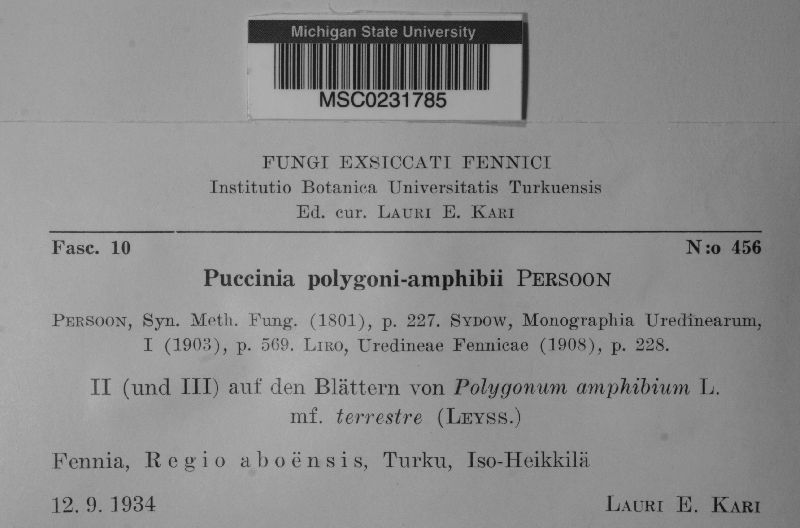 Michigan State University
MSC0231785
FUNGI EXSICCATI FENNICI
Institutio Botanica Universitatis Turkuensis
Ed. cur. LAURI E. KARI
Fasc. 10 N:o 456
Puccinia polygoni-amphibii PERSOON
PERSOON, Syn. Meth. Fung. (1801), p. 227. SYDOW, Monographia Uredinearum,
I (1903), p. 569. LIRO, Uredineae Fennicae (1908), p. 228.
II (und III) auf den Blättern von Polygonum amphibium L.
mf. terrestre (LEYSS.)
Fennia, Regio aboënsis, Turku, Iso-Heikkilä
12. 9. 1934 LAURI E. KARI